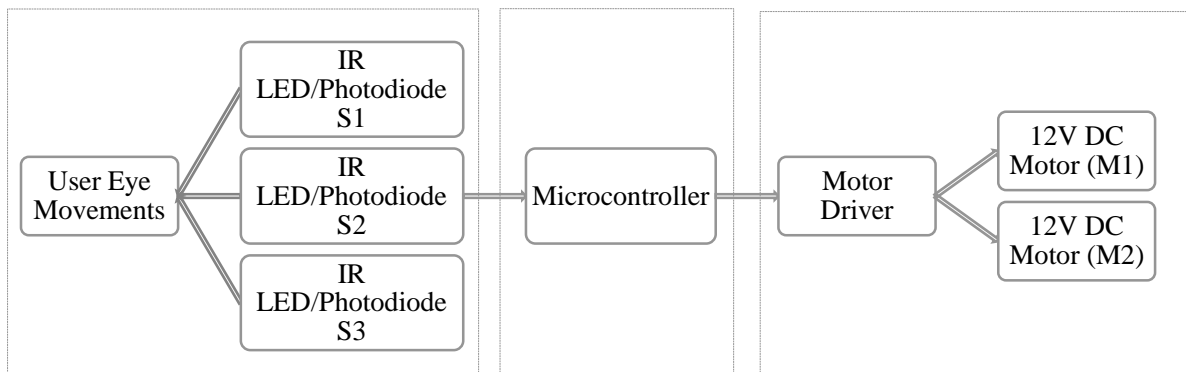 User Eye
Movements
IR
LED/Photodiode
S1
IR
LED/Photodiode
S2
IR
LED/Photodiode
S3
Microcontroller
Motor
Driver
12V DC
Motor (M1)
12V DC
Motor (M2)